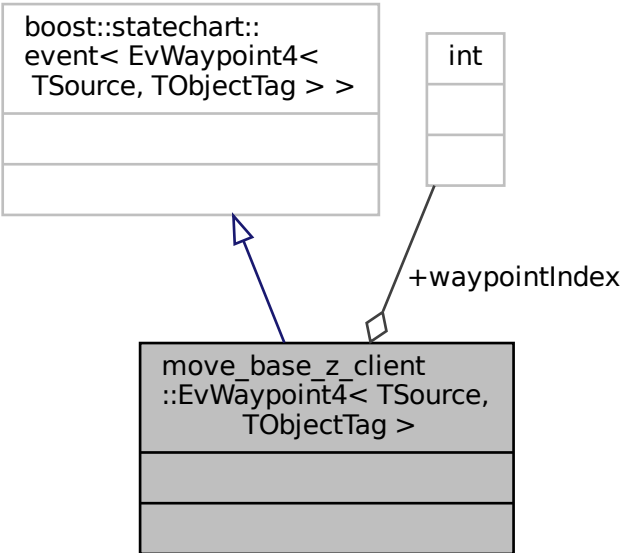 boost::statechart::
event< EvWaypoint4<
TSource, TObjectTag > >
int
+waypointIndex
move_base_z_client
::EvWaypoint4< TSource,
TObjectTag >